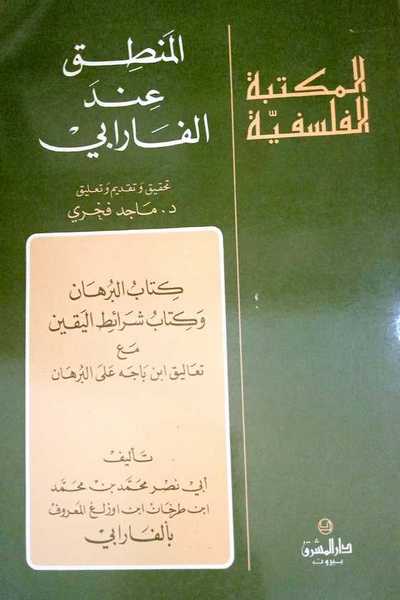 المكتبة
الفلسفيّة
المنطق
عند
الفارابي
تحقيق وتقديم وتعليق
د. ماجد فخري
كتاب البرهان
وكتاب شرائط اليقين
مع
تعاليق ابن باجه على البرهان
تأليف
أبي نصر محمد بن محمد
ابن طرخان ابن اوزلغ المعروف
بالفارابي
دار المشرق
بيروت